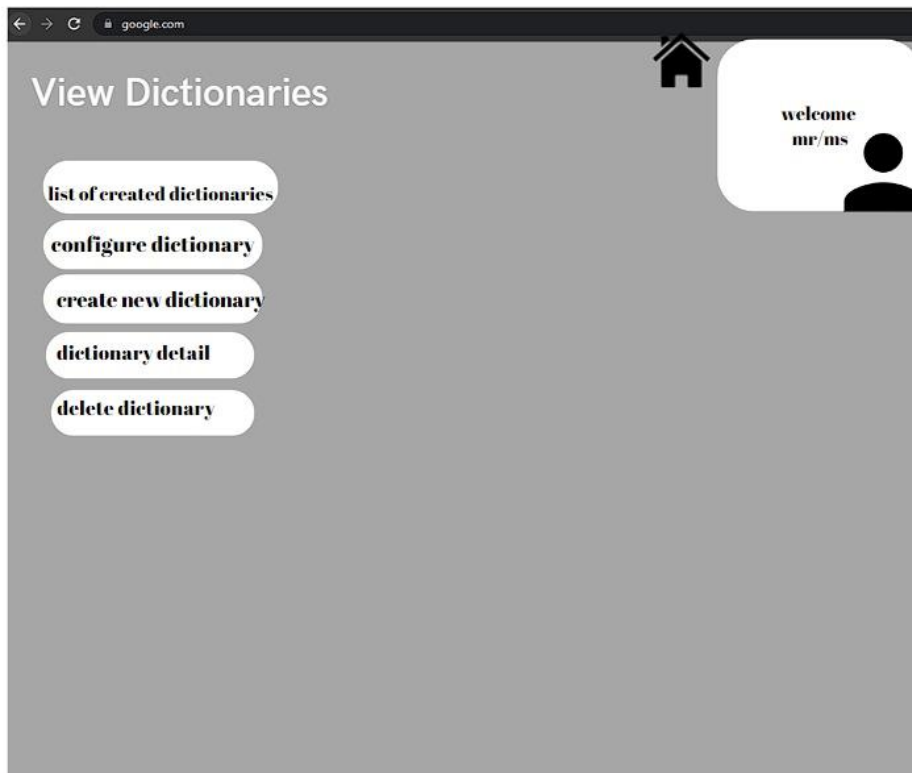 google.com
View Dictionaries
welcome
mr/ms
list of created dictionaries
configure dictionary
create new dictionary
dictionary detail
delete dictionary